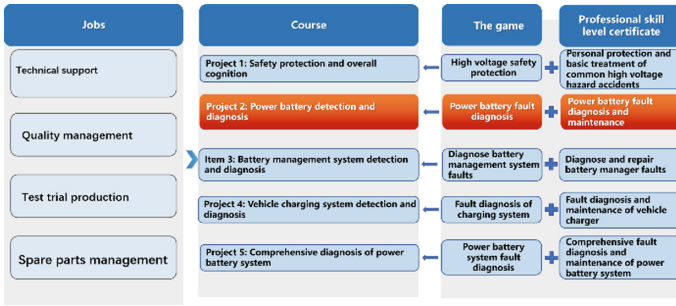 Jobs
Technical support
Quality management
Test trial production
Spare parts management
Course
Project 1: Safety protection and overall
cognition
Project 2: Power battery detection and
diagnosis
Item 3: Battery management system detection
and diagnosis
Project 4: Vehicle charging system detection and
diagnosis
Project 5: Comprehensive diagnosis of power
battery system
The game
High voltage safety
protection
Power battery fault
diagnosis
Diagnose battery
management system
faults
Fault diagnosis of
charging system
Power battery
system fault
diagnosis
Professional skill
level certificate
Personal protection and
basic treatment of
common high voltage
hazard accidents
Power battery fault
diagnosis and
maintenance
Diagnose and repair
battery manager faults
Fault diagnosis and
maintenance of vehicle
charger
Comprehensive fault
diagnosis and
maintenance of power
battery system